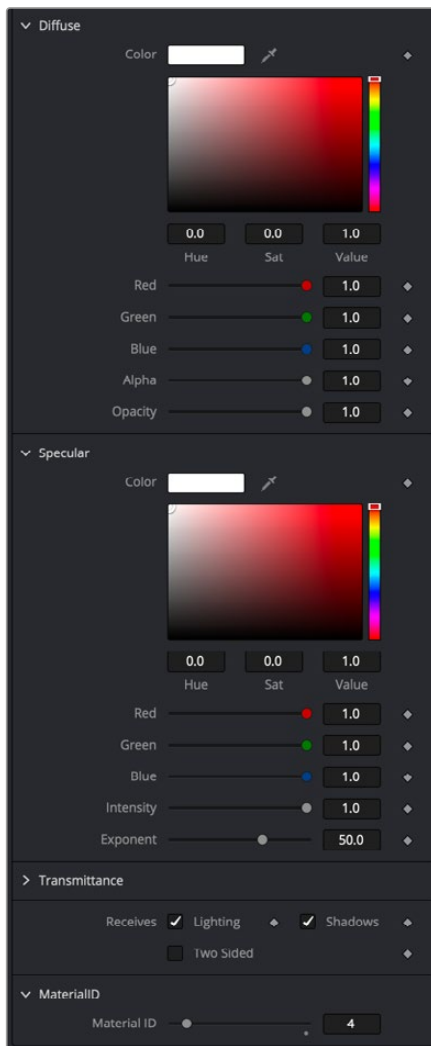 Diffuse
Color
0.0 0.0 1.0
Hue Sat Value
Red 1.0
Green 1.0
Blue 1.0
Alpha 1.0
Opacity 1.0
Specular
Color
0.0 0.0 1.0
Hue Sat Value
Red 1.0
Green 1.0
Blue 1.0
Intensity 1.0
Exponent 50.0
Transmittance
Receives Lighting Shadows
Two Sided
MaterialID
Material ID 4